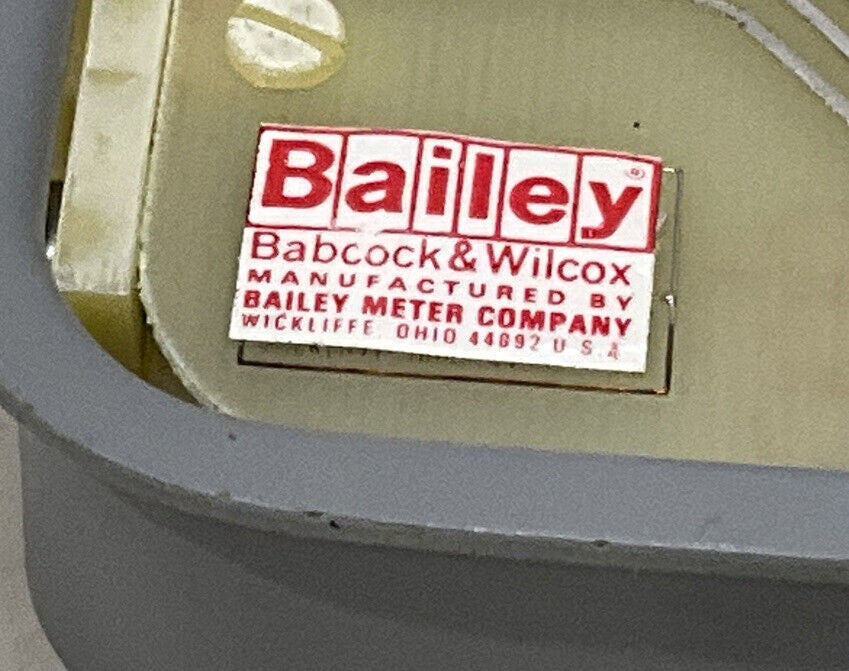 Bailey®
Babcock & Wilcox
MANUFACTURED BY
BAILEY METER COMPANY
WICKLIFFE, OHIO 44092 U.S.A.